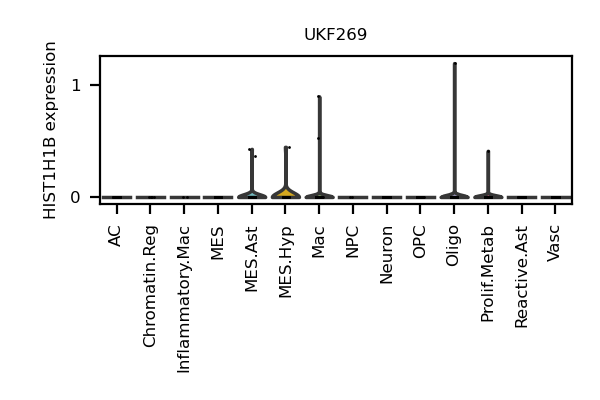 UKF269
HIST1H1B expression
1
0
AC
Chromatin.Reg
Inflammatory.Mac
MES
MES.Ast
MES.Hyp
Mac
NPC
Neuron
OPC
Oligo
Prolif.Metab
Reactive.Ast
Vasc